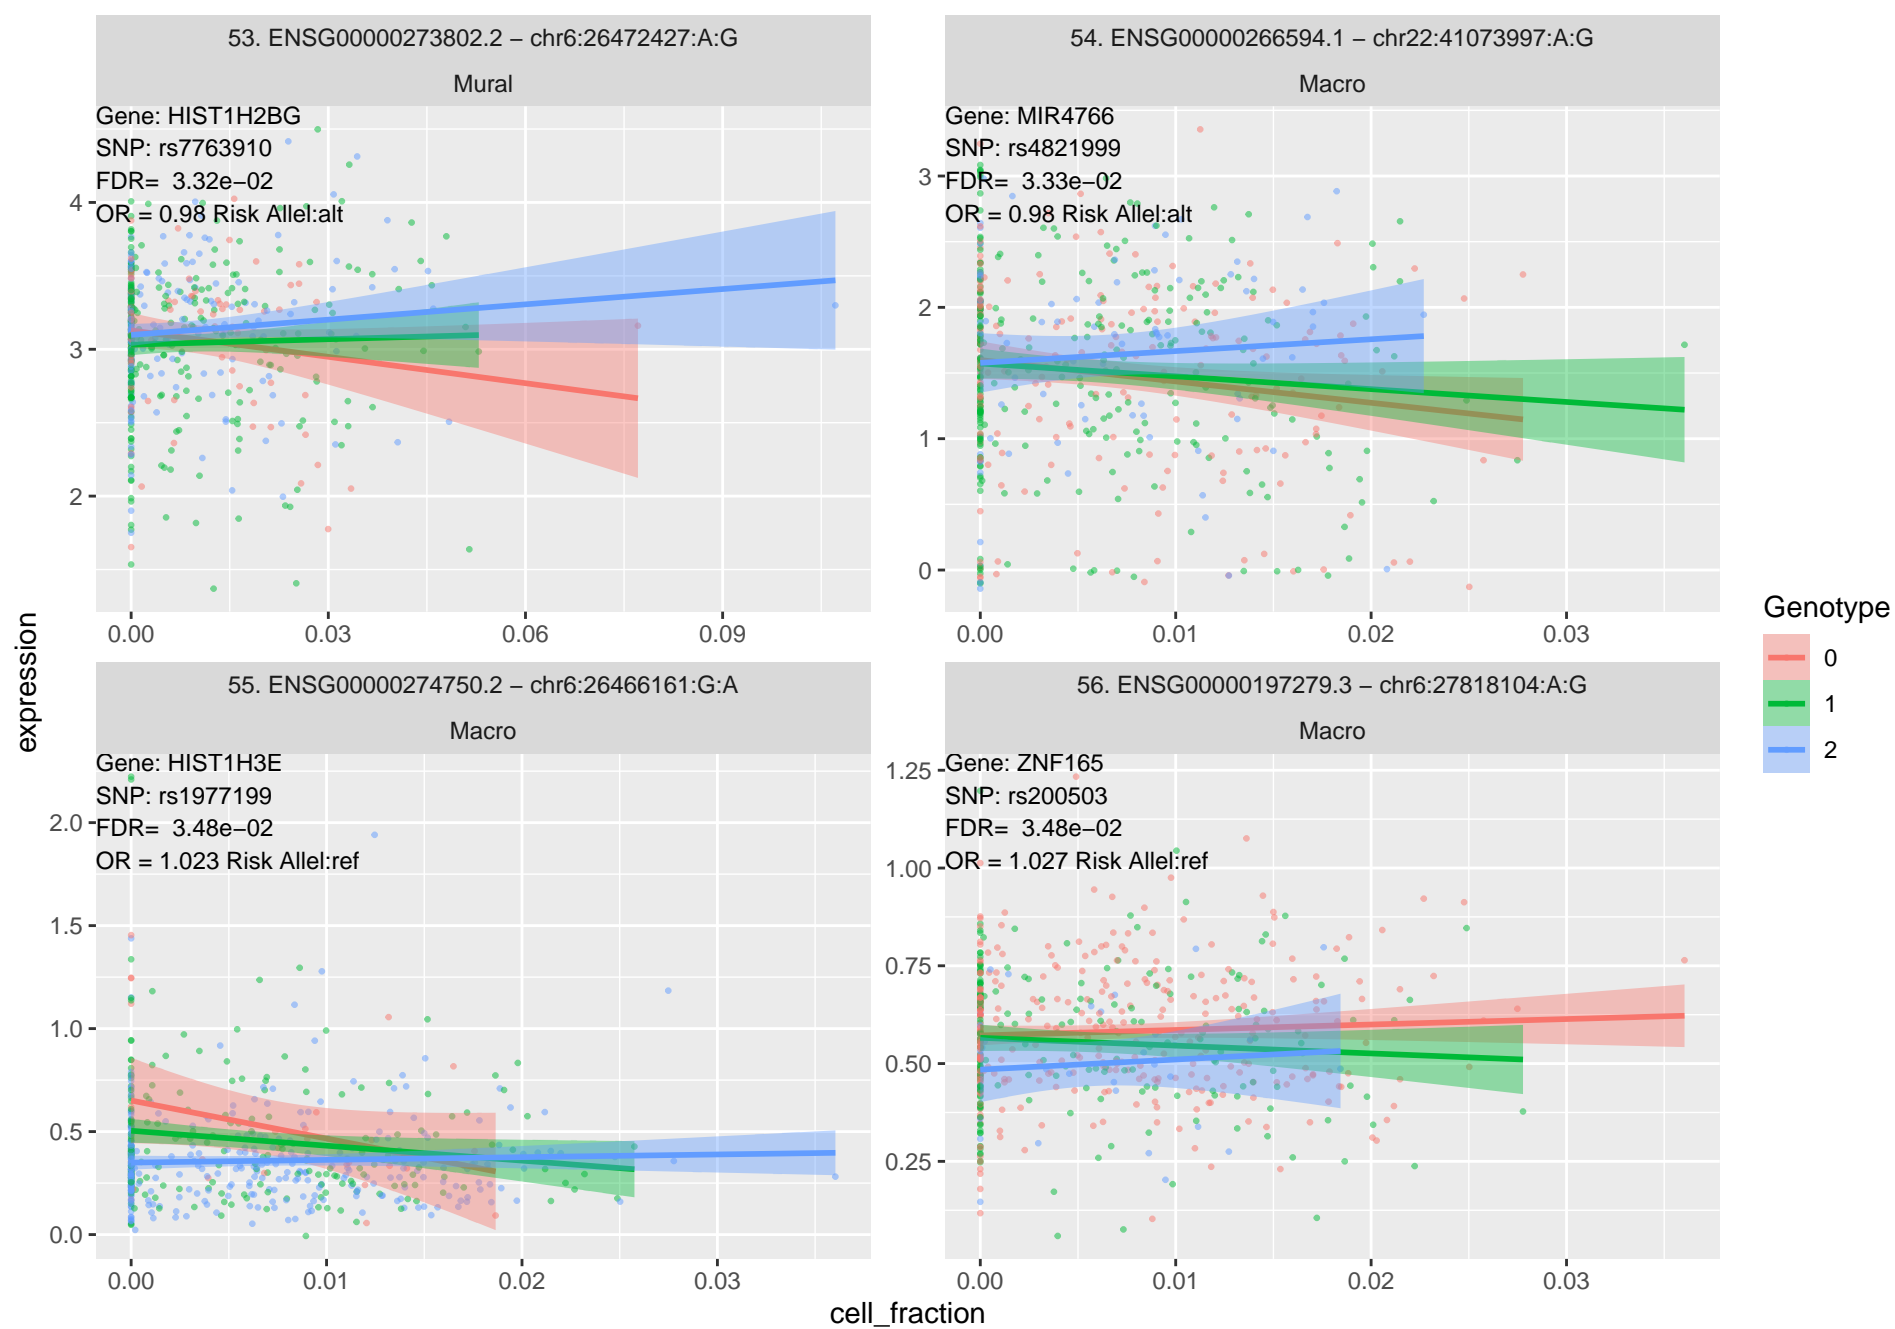 53. ENSG00000273802.2 – chr6:26472427:A:G
Mural
Gene: HIST1H2BG
SNP: rs7763910
FDR=  3.32e−02
OR = 0.98 Risk Allel:alt
4
3
2
0.00
0.03
0.06
0.09
54. ENSG00000266594.1 – chr22:41073997:A:G
Macro
Gene: MIR4766
SNP: rs4821999
FDR=  3.33e−02
OR = 0.98 Risk Allel:alt
3
2
1
0
0.00
0.01
0.02
0.03
55. ENSG00000274750.2 – chr6:26466161:G:A
Macro
Gene: HIST1H3E
SNP: rs1977199
FDR=  3.48e−02
OR = 1.023 Risk Allel:ref
2.0
1.5
1.0
0.5
0.0
0.00
0.01
0.02
0.03
56. ENSG00000197279.3 – chr6:27818104:A:G
Macro
Gene: ZNF165
SNP: rs200503
FDR=  3.48e−02
OR = 1.027 Risk Allel:ref
1.25
1.00
0.75
0.50
0.25
0.00
0.01
0.02
0.03
expression
cell_fraction
Genotype
0
1
2